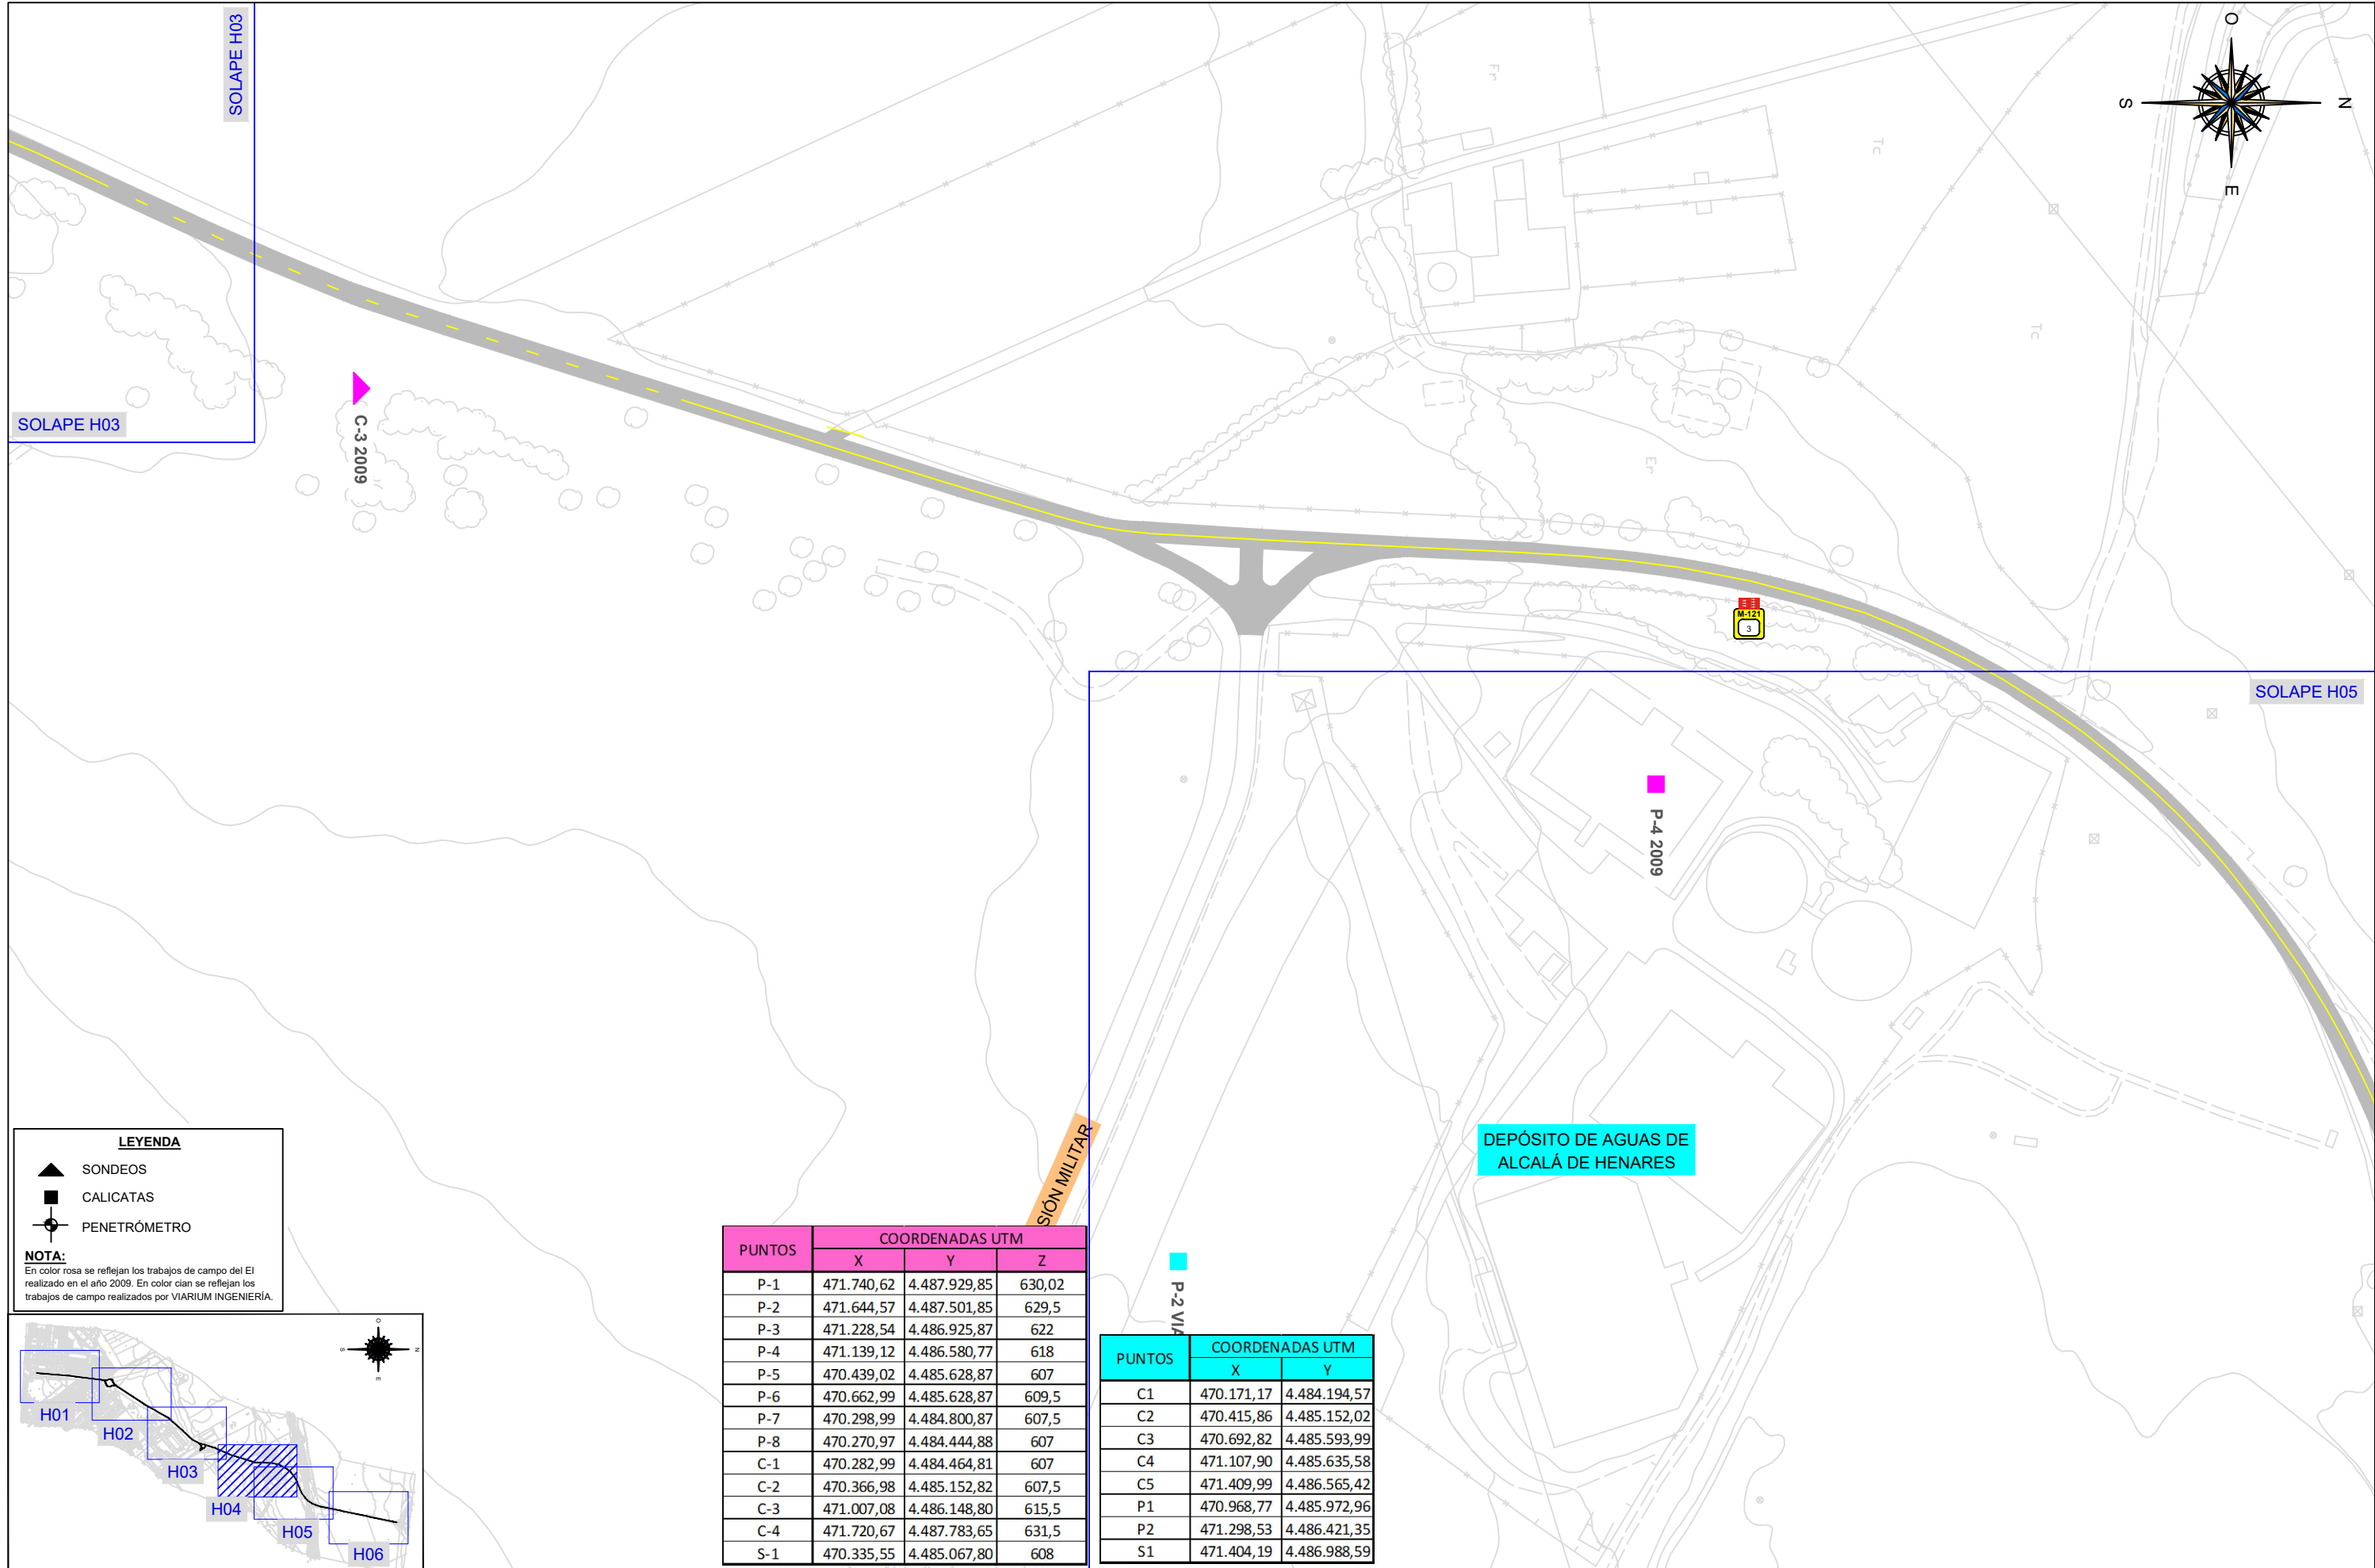 SOLAPE H03
SOLAPE H03
O
S
N
E
Fr
Tc
Tc
Er
C-3 2009
M-121
3
SOLAPE H05
P-4 2009
DEPÓSITO DE AGUAS DE
ALCALÁ DE HENARES
SIÓN MILITAR
P-2 VIA
LEYENDA
SONDEOS
CALICATAS
PENETRÓMETRO
NOTA:
En color rosa se reflejan los trabajos de campo del EI
realizado en el año 2009. En color cian se reflejan los
trabajos de campo realizados por VIARIUM INGENIERÍA.
O
S
N
E
H01
H02
H03
H04
H05
H06
PUNTOS COORDENADAS UTM
X Y Z
P-1 471.740,62 4.487.929,85 630,02
P-2 471.644,57 4.487.501,85 629,5
P-3 471.228,54 4.486.925,87 622
P-4 471.139,12 4.486.580,77 618
P-5 470.439,02 4.485.628,87 607
P-6 470.662,99 4.485.628,87 609,5
P-7 470.298,99 4.484.800,87 607,5
P-8 470.270,97 4.484.444,88 607
C-1 470.282,99 4.484.464,81 607
C-2 470.366,98 4.485.152,82 607,5
C-3 471.007,08 4.486.148,80 615,5
C-4 471.720,67 4.487.783,65 631,5
S-1 470.335,55 4.485.067,80 608
PUNTOS COORDENADAS UTM
X Y
C1 470.171,17 4.484.194,57
C2 470.415,86 4.485.152,02
C3 470.692,82 4.485.593,99
C4 471.107,90 4.485.635,58
C5 471.409,99 4.486.565,42
P1 470.968,77 4.485.972,96
P2 471.298,53 4.486.421,35
S1 471.404,19 4.486.988,59